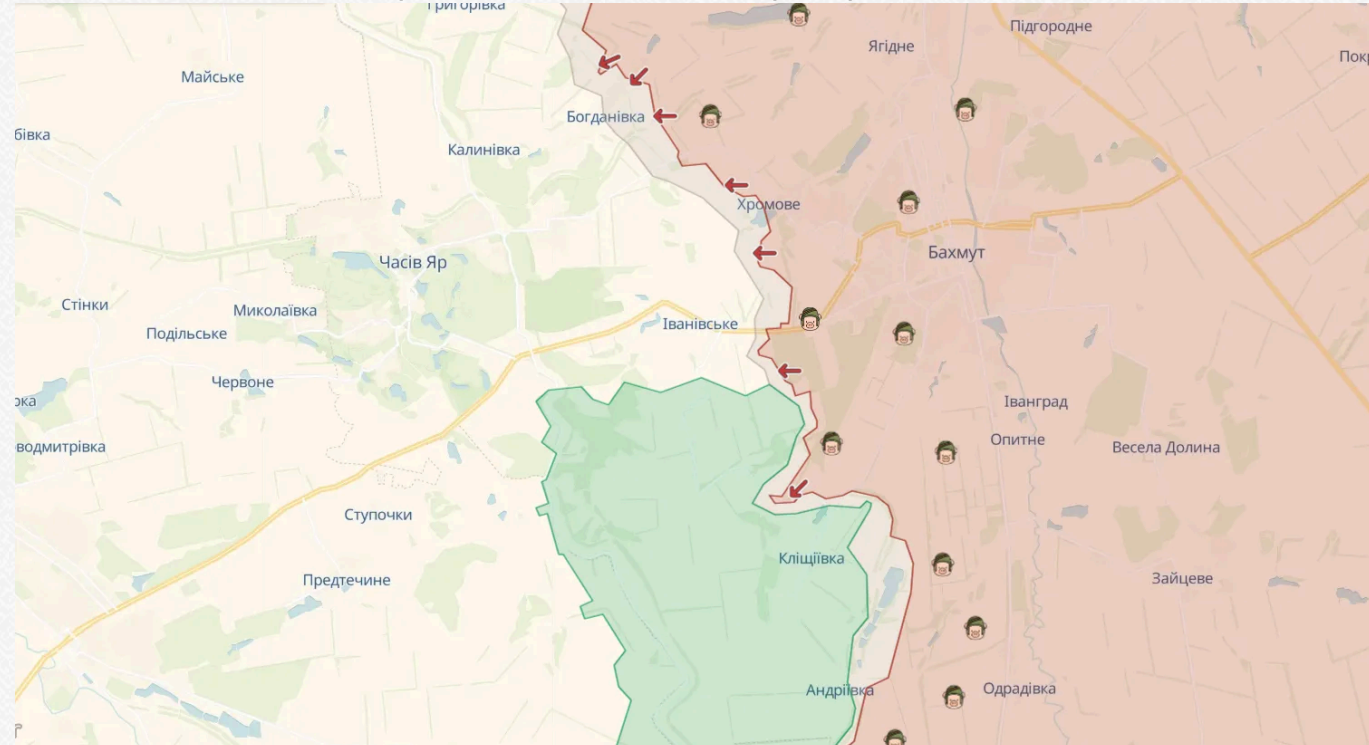 Григорівка
Підгородне
Ягідне
Майське
Богданівка
Калинівка
Хромове
Бахмут
Часів Яр
Стінки
Миколаївка
Подільське
Іванівське
Червоне
Іванград
Опитне
Весела Долина
водмитрівка
Ступочки
Кліщіївка
Предтечине
Зайцеве
Андріївка
Одрадівка